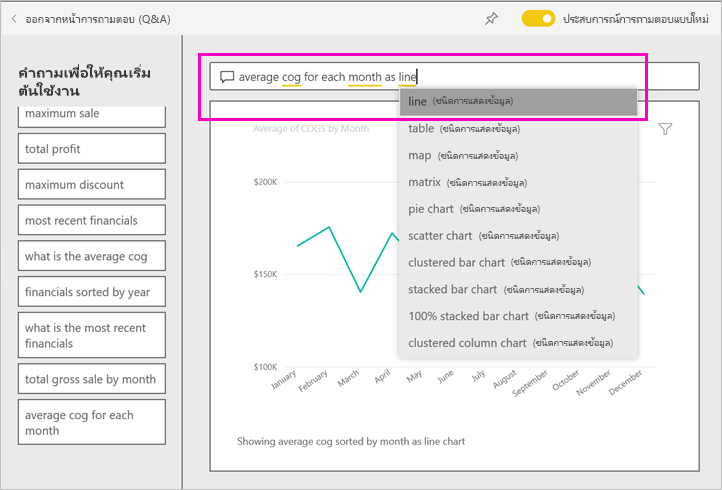 ออกจากหน้าการถามตอบ (Q&A)
ประสบการณ์การถามตอบแบบใหม่
คำถามเพื่อให้คุณเริ่ม
ต้นใช้งาน
maximum sale
total profit
maximum discount
most recent financials
what is the average cog
financials sorted by year
what is the most recent
financials
total gross sale by month
average cog for each
month
average cog for each month as line
line (ชนิดการแสดงข้อมูล)
table (ชนิดการแสดงข้อมูล)
map (ชนิดการแสดงข้อมูล)
matrix (ชนิดการแสดงข้อมูล)
pie chart (ชนิดการแสดงข้อมูล)
scatter chart (ชนิดการแสดงข้อมูล)
clustered bar chart (ชนิดการแสดงข้อมูล)
stacked bar chart (ชนิดการแสดงข้อมูล)
100% stacked bar chart (ชนิดการแสดงข้อมูล)
clustered column chart (ชนิดการแสดงข้อมูล)
Average of COGS by Month
$200K
$150K
$100K
January
February
March
April
May
June
July
August
September
October
November
December
Showing average cog sorted by month as line chart